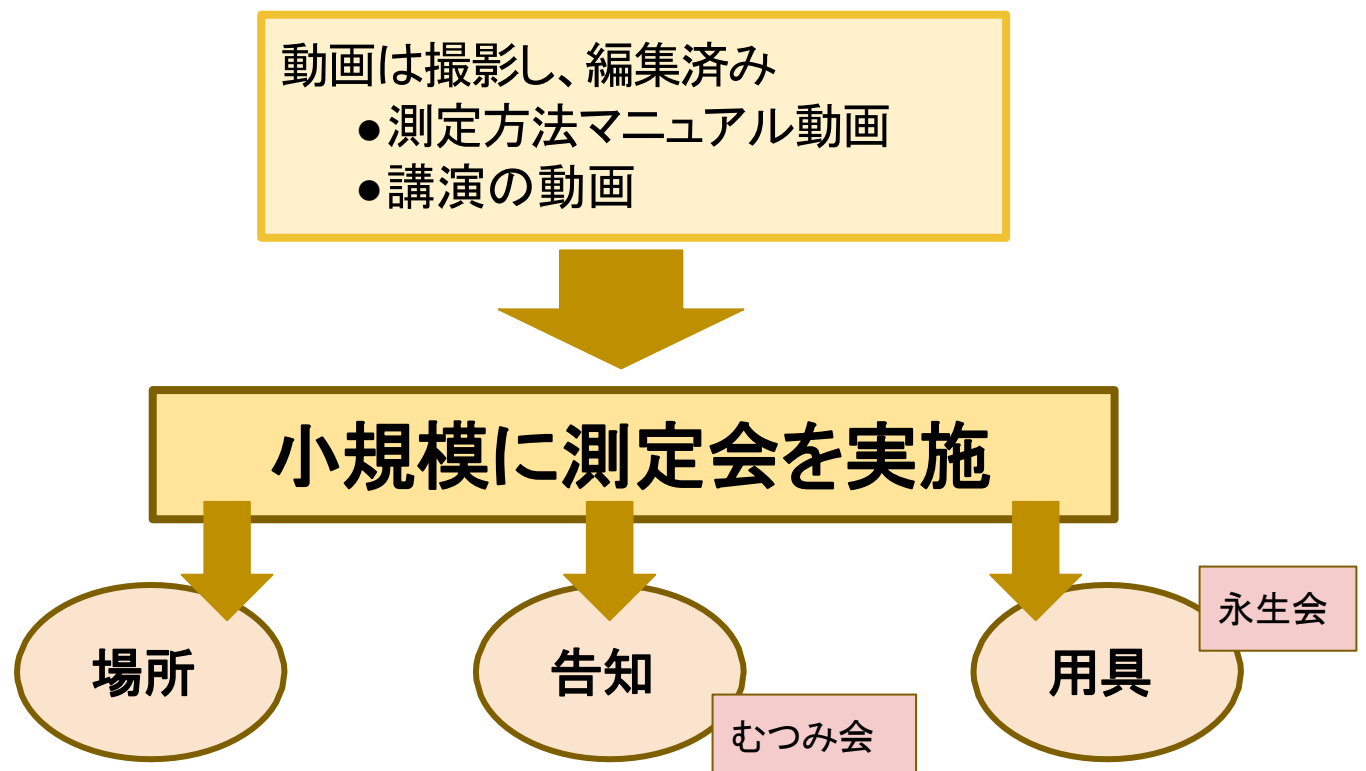 動画は撮影し、編集済み
●測定方法マニュアル動画
●講演の動画
小規模に測定会を実施
場所
告知
用具
永生会
むつみ会